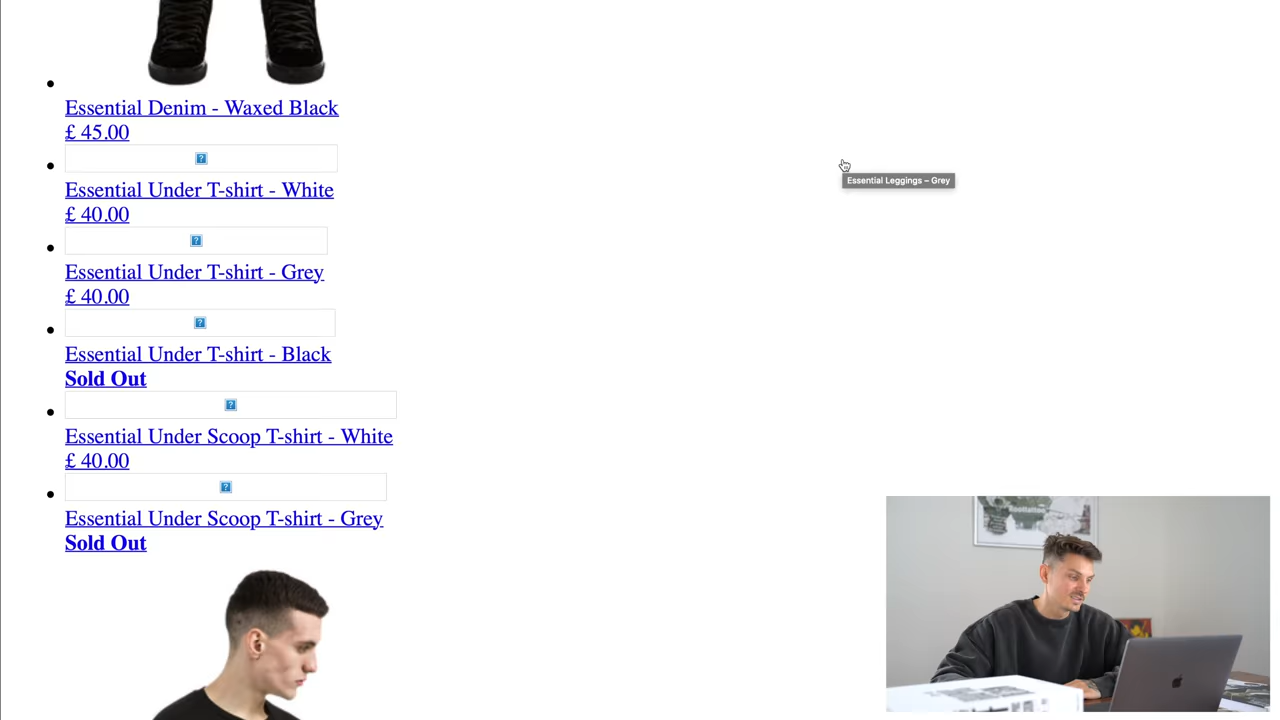 Essential Denim - Waxed Black
£ 45.00
Essential Leggings – Grey
Essential Under T-shirt - White
£ 40.00
Essential Under T-shirt - Grey
£ 40.00
Essential Under T-shirt - Black
Sold Out
Essential Under Scoop T-shirt - White
£ 40.00
Essential Under Scoop T-shirt - Grey
Sold Out